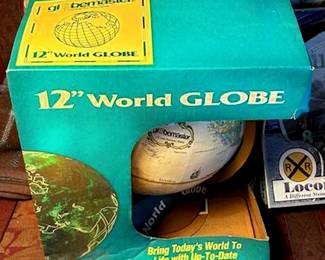 globemaster
12" World GLOBE
12" World GLOBE
globemaster
World
GLOBE
Bring Today's World To
Life with Up-To-Date
R R
Loco
A Different